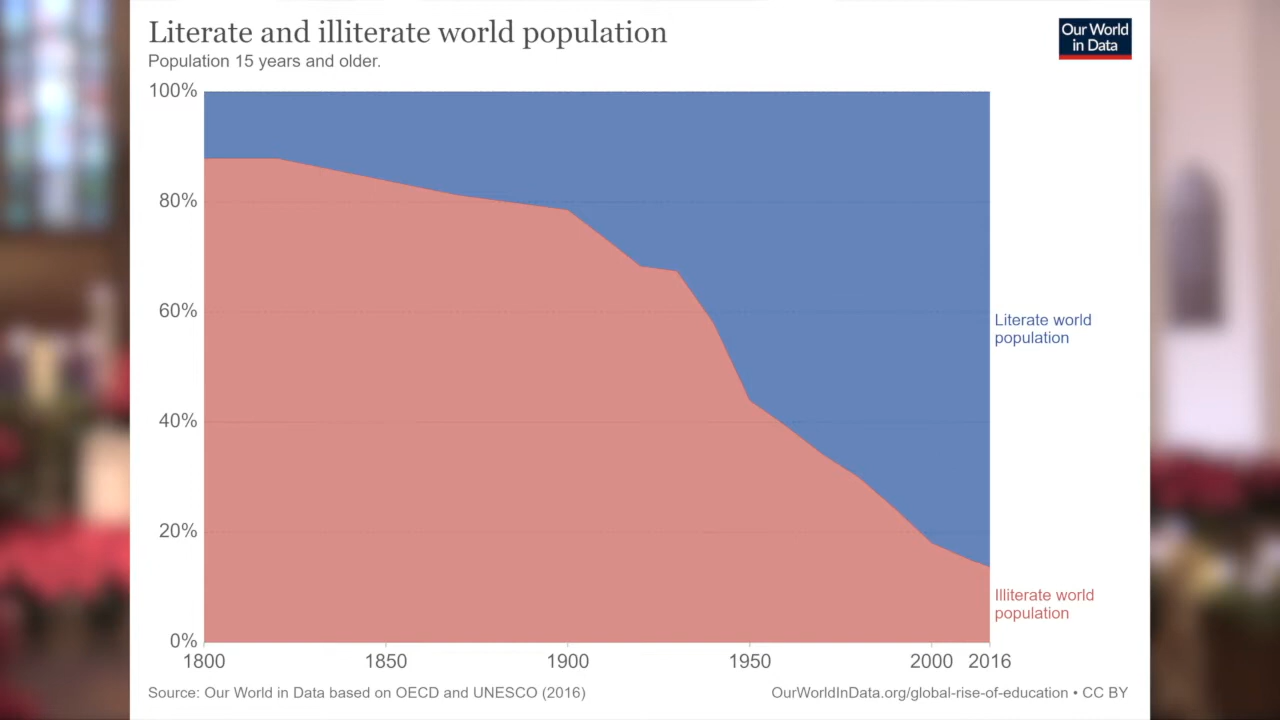 Literate and illiterate world population
Population 15 years and older.
Our World
in Data
100%
80%
60%
40%
20%
0%
Literate world
population
Illiterate world
population
1800
1850
1900
1950
2000
2016
Source: Our World in Data based on OECD and UNESCO (2016)
OurWorldInData.org/global-rise-of-education • CC BY